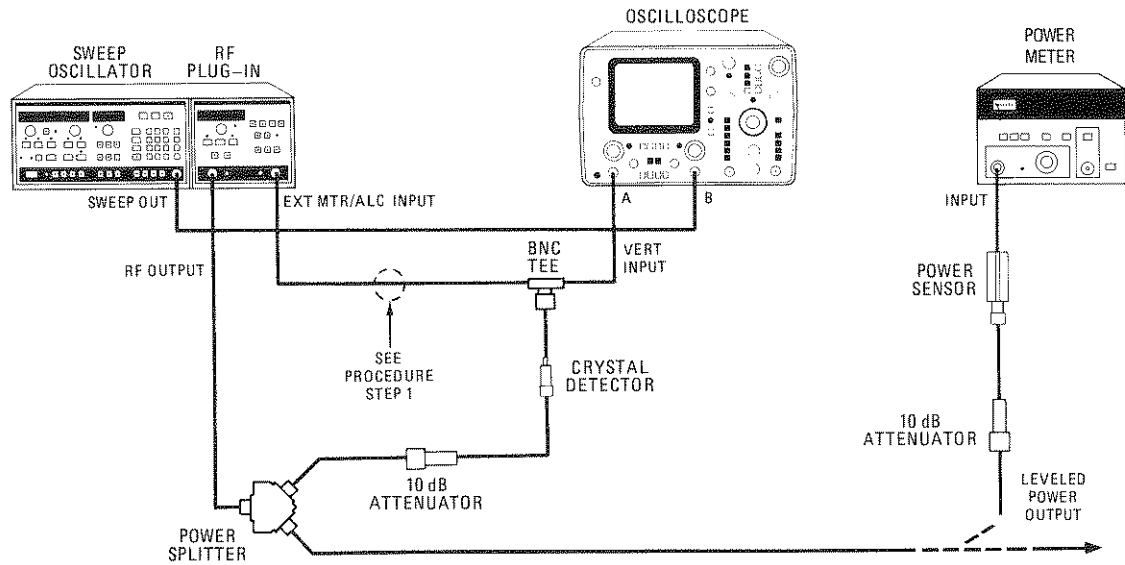 OSCILLOSCOPE
SWEEP
OSCILLATOR
RF
PLUG-IN
POWER
METER
SWEEP OUT
EXT MTR/ALC INPUT
A
B
INPUT
RF OUTPUT
BNC
TEE
VERT
INPUT
POWER
SENSOR
SEE
PROCEDURE
STEP 1
CRYSTAL
DETECTOR
10 dB
ATTENUATOR
10 dB
ATTENUATOR
LEVELED
POWER
OUTPUT
POWER
SPLITTER